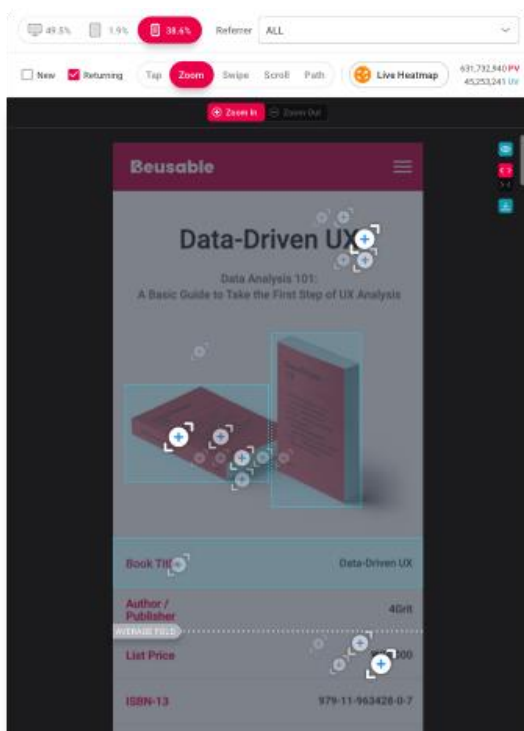 49.5% 1.9% 38.6% Referrer ALL
New Returning Tap Zoom Swipe Scroll Path Live Heatmap 631,732,940 PV
45,253,241 UV
Zoom In Zoom Out
Beusable
Data-Driven UX
Data Analysis 101:
A Basic Guide to Take the First Step of UX Analysis
Book Titl
Data-Driven UX
Author /
Publisher
4Grit
AVERAGE FOLD
List Price
000
ISBN-13
979-11-963428-0-7